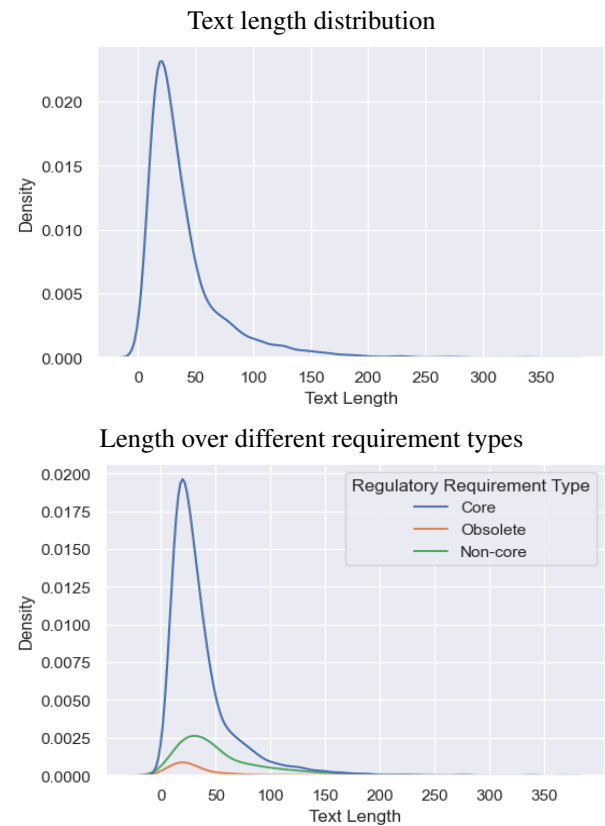 Text length distribution
0.020
0.015
0.010
0.005
0.000
Density
0 50 100 150 200 250 300 350
Text Length
Length over different requirement types
0.0200
0.0175
0.0150
0.0125
0.0100
0.0075
0.0050
0.0025
0.0000
Density
Regulatory Requirement Type
Core
Obsolete
Non-core
0 50 100 150 200 250 300 350
Text Length